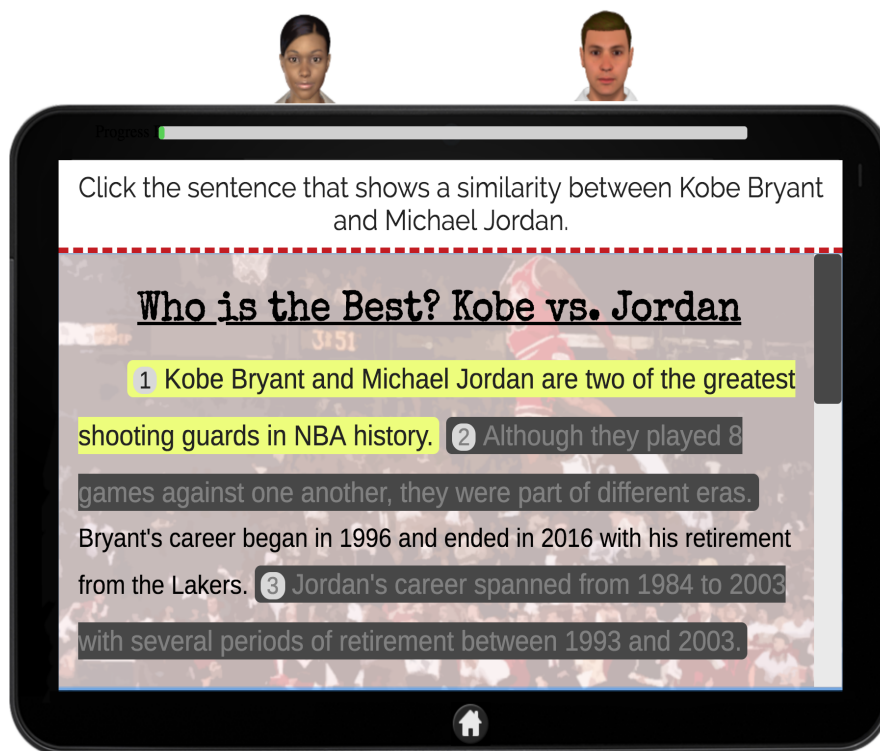 Progress
Click the sentence that shows a similarity between Kobe Bryant
and Michael Jordan.
Who is the Best? Kobe vs. Jordan
3:51
1 Kobe Bryant and Michael Jordan are two of the greatest
shooting guards in NBA history. 2 Although they played 8
games against one another, they were part of different eras.
Bryant's career began in 1996 and ended in 2016 with his retirement
from the Lakers. 3 Jordan's career spanned from 1984 to 2003
with several periods of retirement between 1993 and 2003.